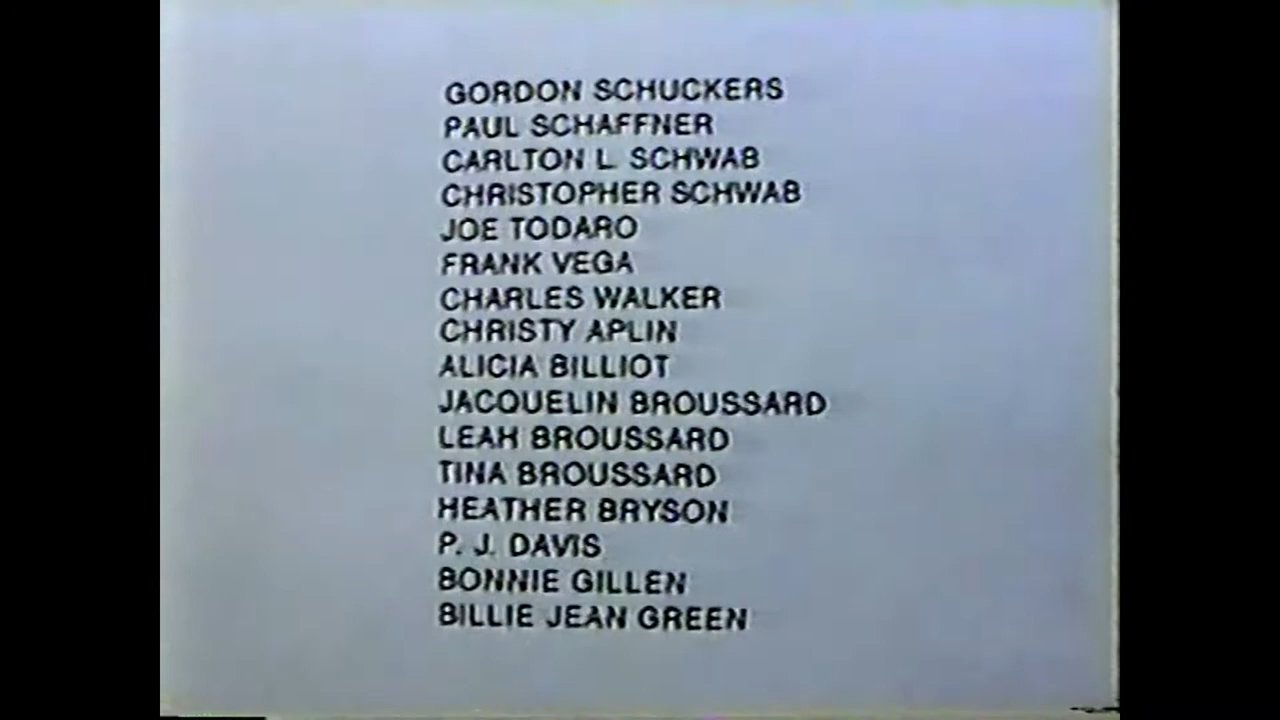 GORDON SCHUCKERS
PAUL SCHAFFNER
CARLTON L. SCHWAB
CHRISTOPHER SCHWAB
JOE TODARO
FRANK VEGA
CHARLES WALKER
CHRISTY APLIN
ALICIA BILLIOT
JACQUELIN BROUSSARD
LEAH BROUSSARD
TINA BROUSSARD
HEATHER BRYSON
P. J. DAVIS
BONNIE GILLEN
BILLIE JEAN GREEN